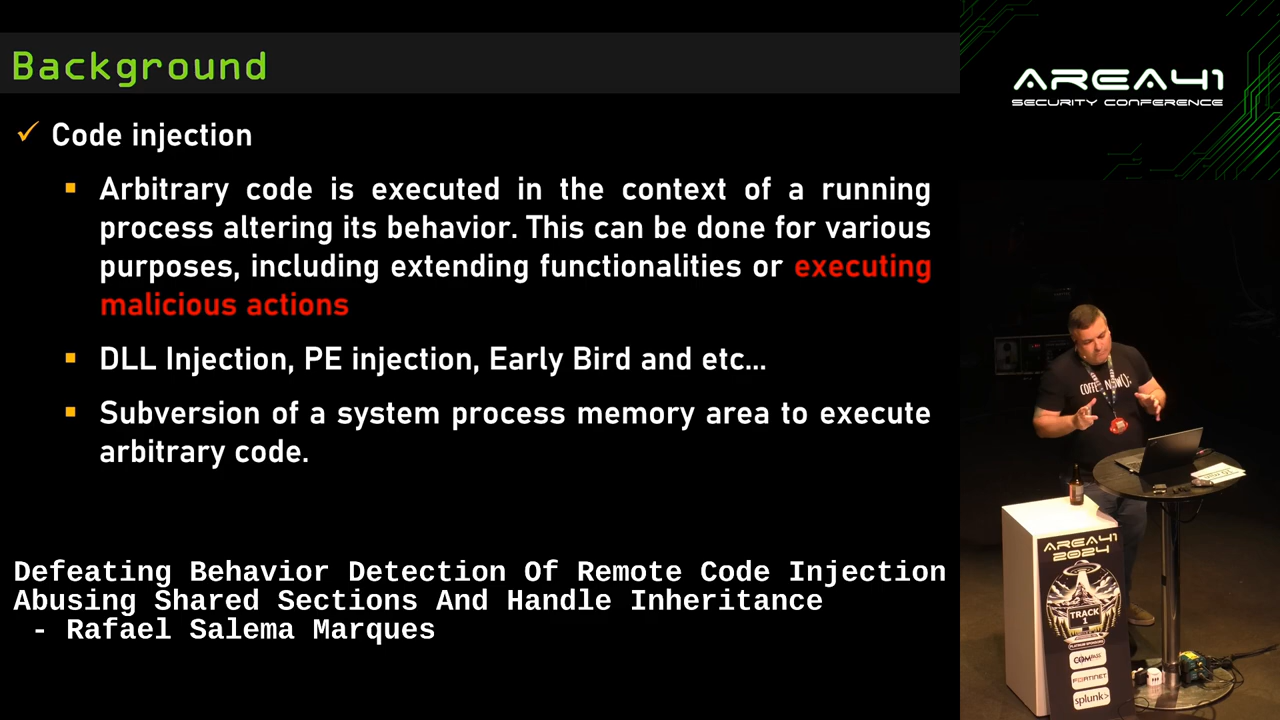 Background
AREA41
SECURITY CONFERENCE
Code injection
Arbitrary code is executed in the context of a running
process altering its behavior. This can be done for various
purposes, including extending functionalities or executing
malicious actions
DLL Injection, PE injection, Early Bird and etc...
Subversion of a system process memory area to execute
arbitrary code.
Defeating Behavior Detection Of Remote Code Injection
Abusing Shared Sections And Handle Inheritance
- Rafael Salema Marques
AREA41
2024
TRACK
1
COMPASS
FORTINET
splunk>